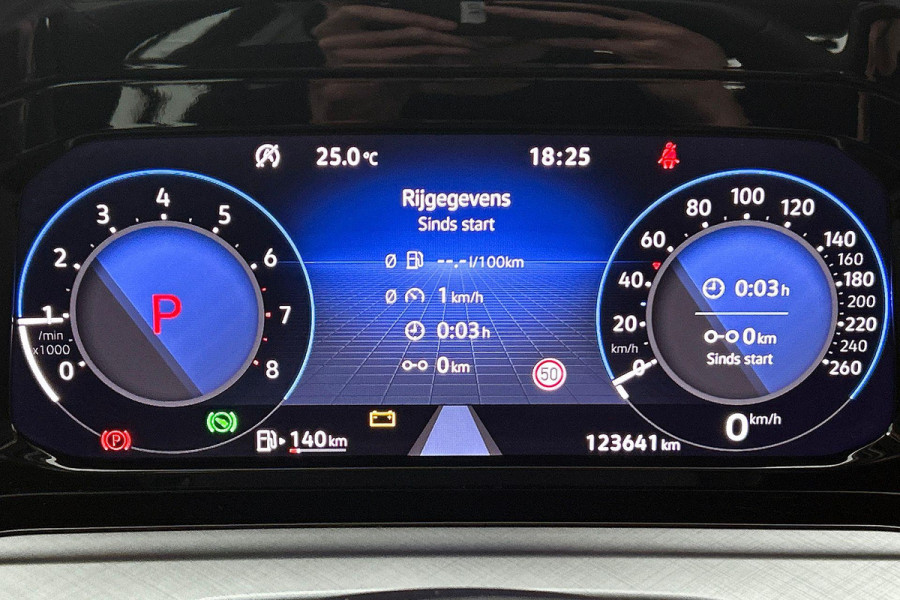 25.0°C
18:25
Rijgegevens
Sinds start
Ø --.- l/100km
Ø 1 km/h
0:03 h
0 km
50
0
1
2
3
4
5
6
7
8
/min
x1000
P
(P)
140 km
0
20
40
60
80
100
120
140
160
180
200
220
240
260
km/h
0:03 h
0 km
Sinds start
0 km/h
123641 km